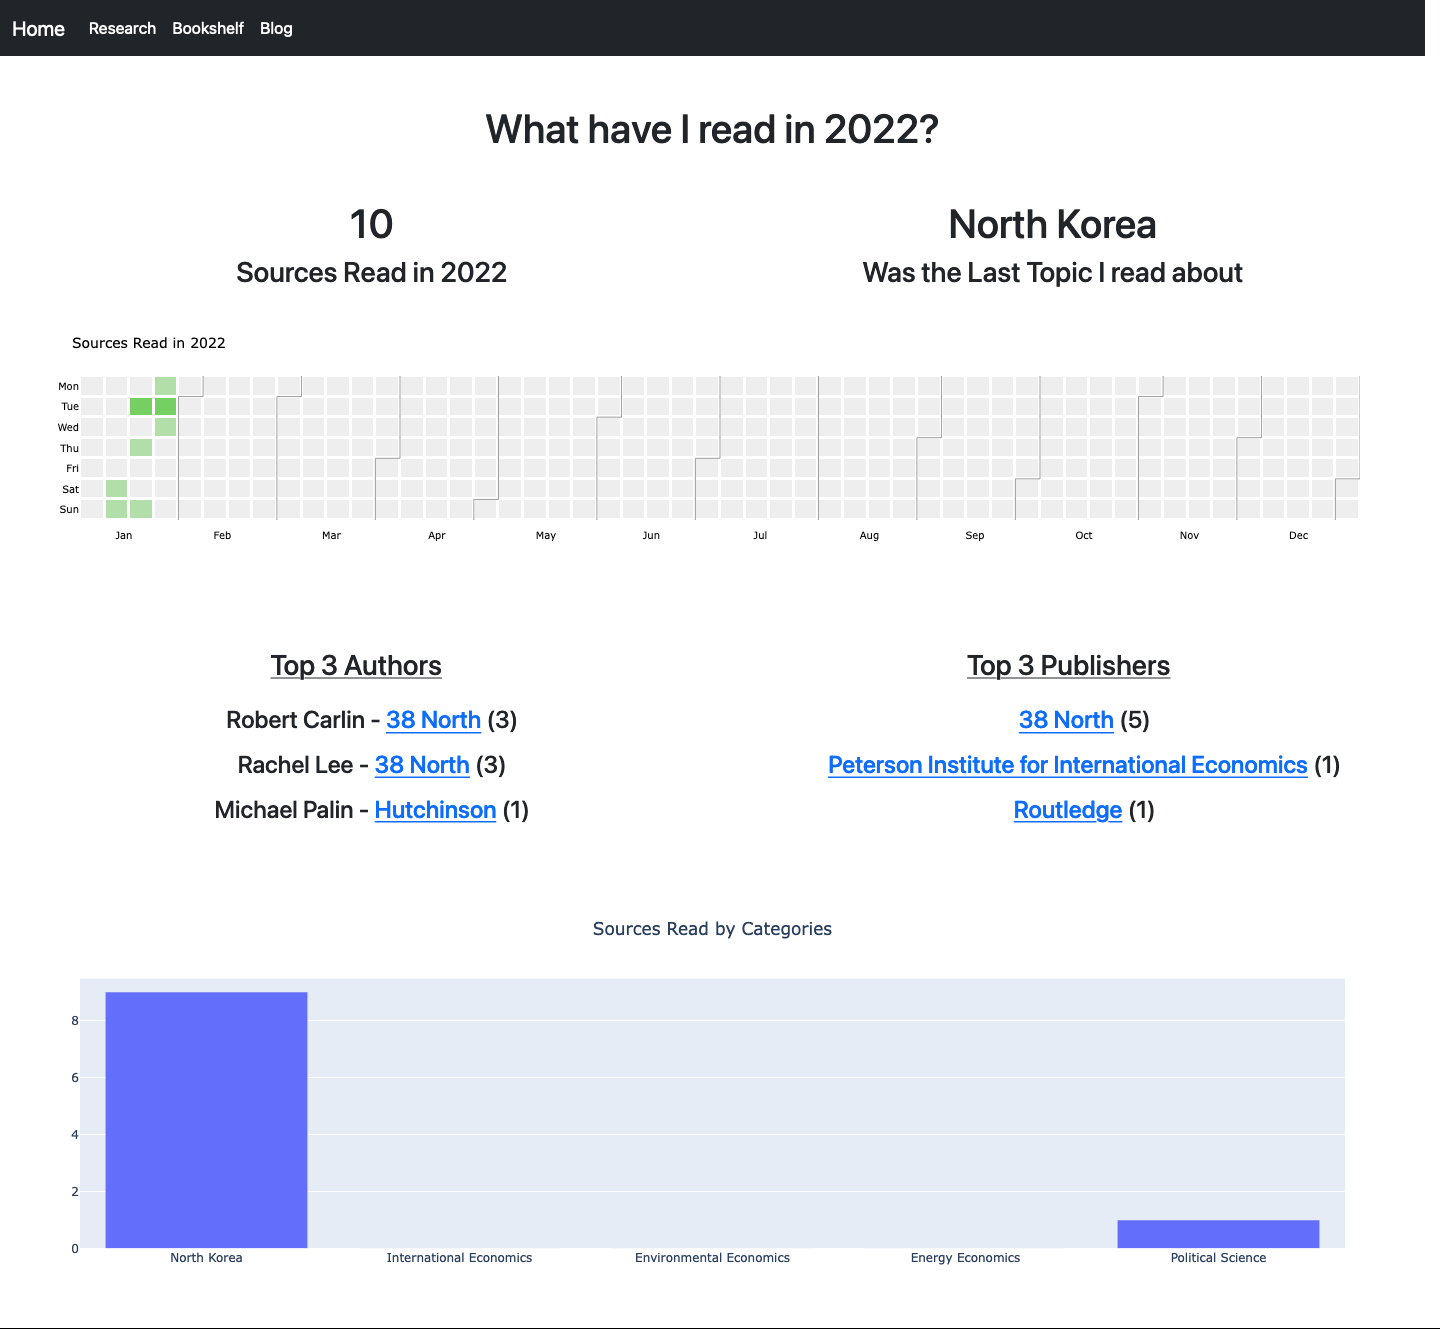 Home Research Bookshelf Blog
What have I read in 2022?
10
Sources Read in 2022
North Korea
Was the Last Topic I read about
Sources Read in 2022
Mon
Tue
Wed
Thu
Fri
Sat
Sun
Jan Feb Mar Apr May Jun Jul Aug Sep Oct Nov Dec
Top 3 Authors
Robert Carlin - 38 North (3)
Rachel Lee - 38 North (3)
Michael Palin - Hutchinson (1)
Top 3 Publishers
38 North (5)
Peterson Institute for International Economics (1)
Routledge (1)
Sources Read by Categories
8
6
4
2
0
North Korea International Economics Environmental Economics Energy Economics Political Science